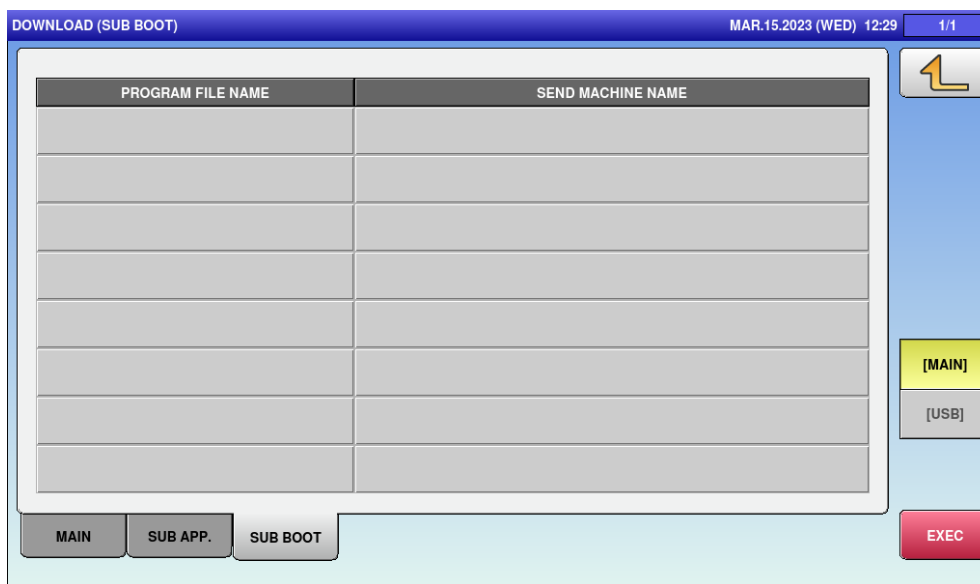 DOWNLOAD (SUB BOOT) MAR.15.2023 (WED) 12:29 1/1
PROGRAM FILE NAME SEND MACHINE NAME
[MAIN]
[USB]
MAIN SUB APP. SUB BOOT EXEC